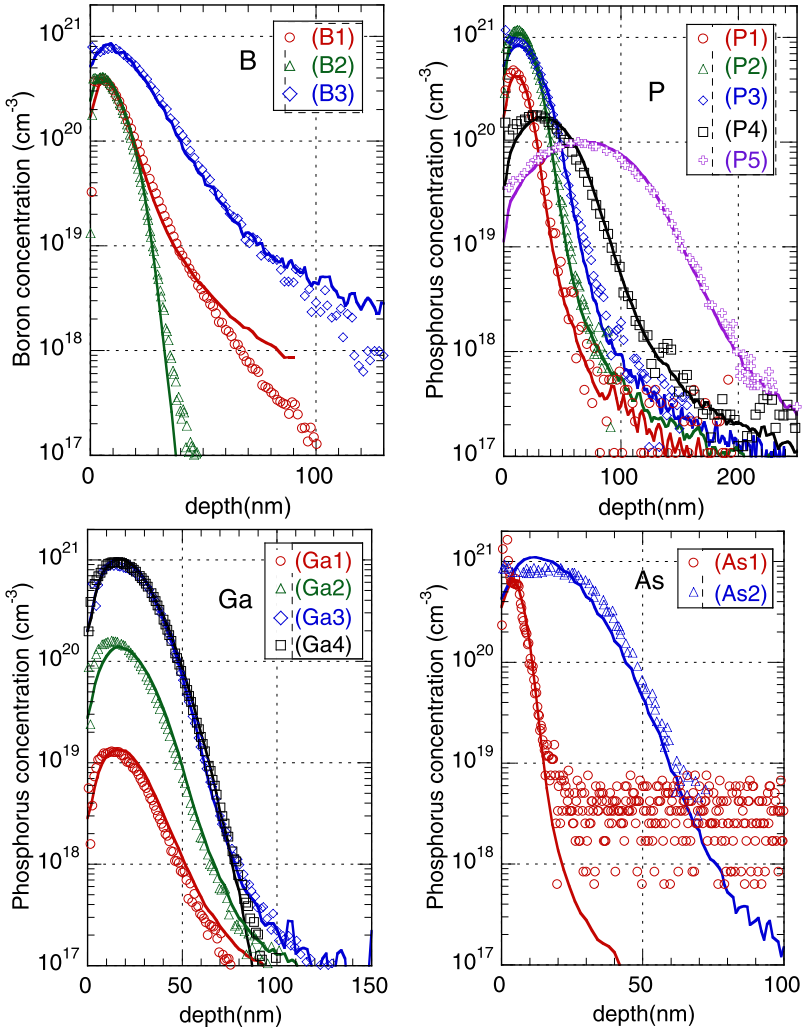 Boron concentration (cm-3)
10^21
10^20
10^19
10^18
10^17
B
(B1)
(B2)
(B3)
0
100
depth(nm)
Phosphorus concentration (cm-3)
10^21
10^20
10^19
10^18
10^17
P
(P1)
(P2)
(P3)
(P4)
(P5)
0
100
200
depth(nm)
Phosphorus concentration (cm-3)
10^21
10^20
10^19
10^18
10^17
Ga
(Ga1)
(Ga2)
(Ga3)
(Ga4)
0
50
100
150
depth(nm)
Phosphorus concentration (cm-3)
10^21
10^20
10^19
10^18
10^17
As
(As1)
(As2)
0
50
100
depth(nm)